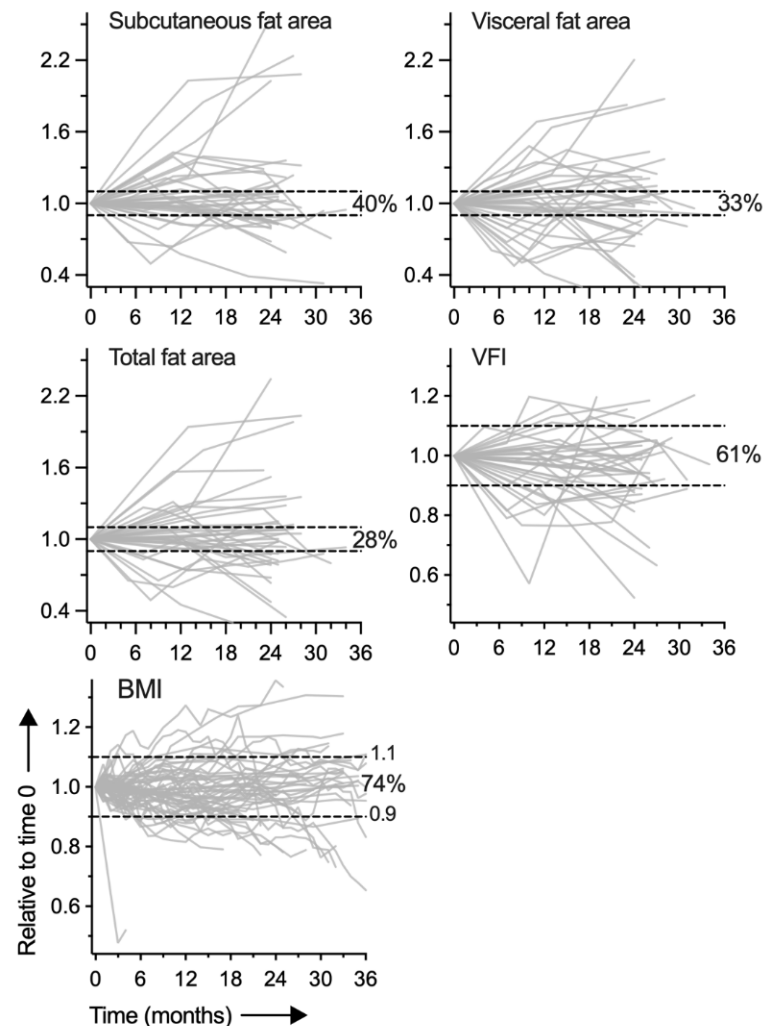 Subcutaneous fat area
2.2
1.6
1.0
0.4
40%
0 6 12 18 24 30 36
Visceral fat area
2.2
1.6
1.0
0.4
33%
0 6 12 18 24 30 36
Total fat area
2.2
1.6
1.0
0.4
28%
0 6 12 18 24 30 36
VFI
1.2
1.0
0.8
0.6
61%
0 6 12 18 24 30 36
BMI
1.2
1.0
0.8
0.6
1.1
74%
0.9
0 6 12 18 24 30 36
Relative to time 0
Time (months)